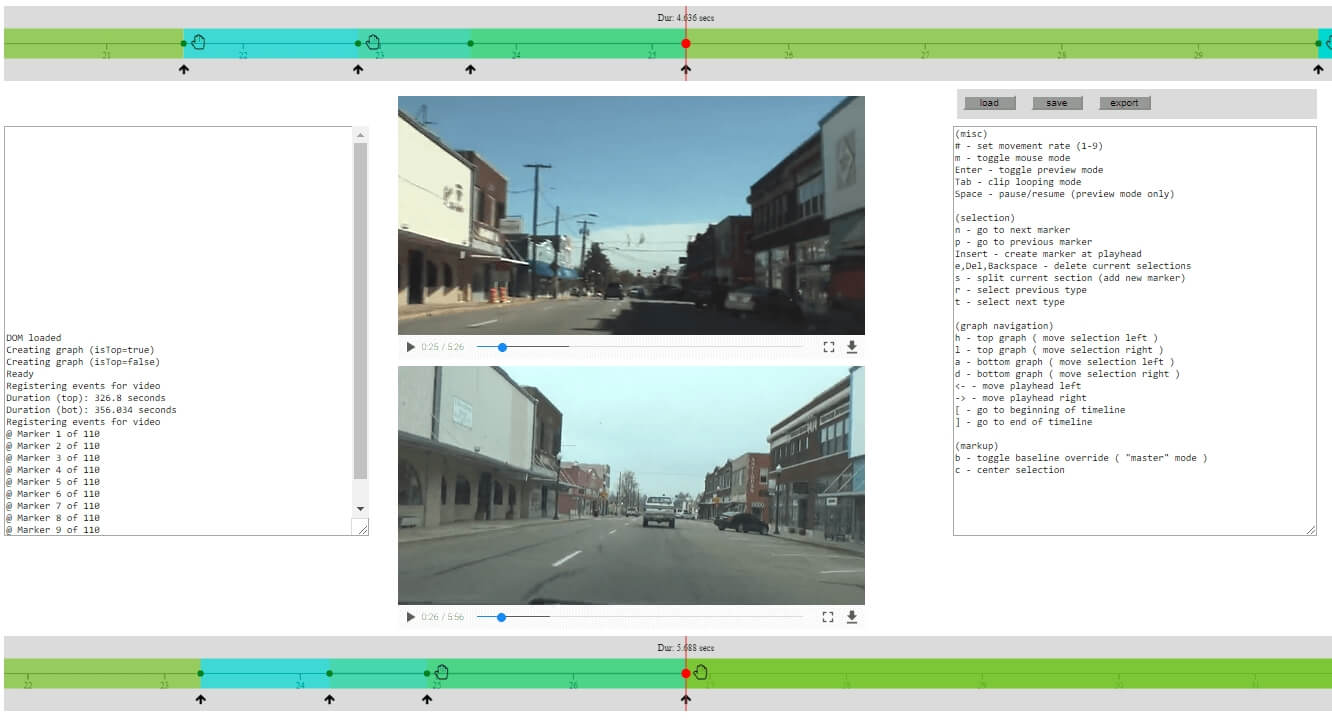 Dur: 4.636 secs
21 22 23 24 25 26 27 28 29
load save export
DOM loaded
Creating graph (isTop=true)
Creating graph (isTop=false)
Ready
Registering events for video
Duration (top): 326.8 seconds
Duration (bot): 356.034 seconds
Registering events for video
@ Marker 1 of 110
@ Marker 2 of 110
@ Marker 3 of 110
@ Marker 4 of 110
@ Marker 5 of 110
@ Marker 6 of 110
@ Marker 7 of 110
@ Marker 8 of 110
@ Marker 9 of 110
0:25 / 5:26
0:26 / 5:56
(misc)
# - set movement rate (1-9)
m - toggle mouse mode
Enter - toggle preview mode
Tab - clip looping mode
Space - pause/resume (preview mode only)
(selection)
n - go to next marker
p - go to previous marker
Insert - create marker at playhead
e,Del,Backspace - delete current selections
s - split current section (add new marker)
r - select previous type
t - select next type
(graph navigation)
h - top graph ( move selection left )
l - top graph ( move selection right )
a - bottom graph ( move selection left )
d - bottom graph ( move selection right )
<- - move playhead left
-> - move playhead right
[ - go to beginning of timeline
] - go to end of timeline
(markup)
b - toggle baseline override ( "master" mode )
c - center selection
Dur: 5.688 secs
22 23 24 25 26 27 28 29 30 31